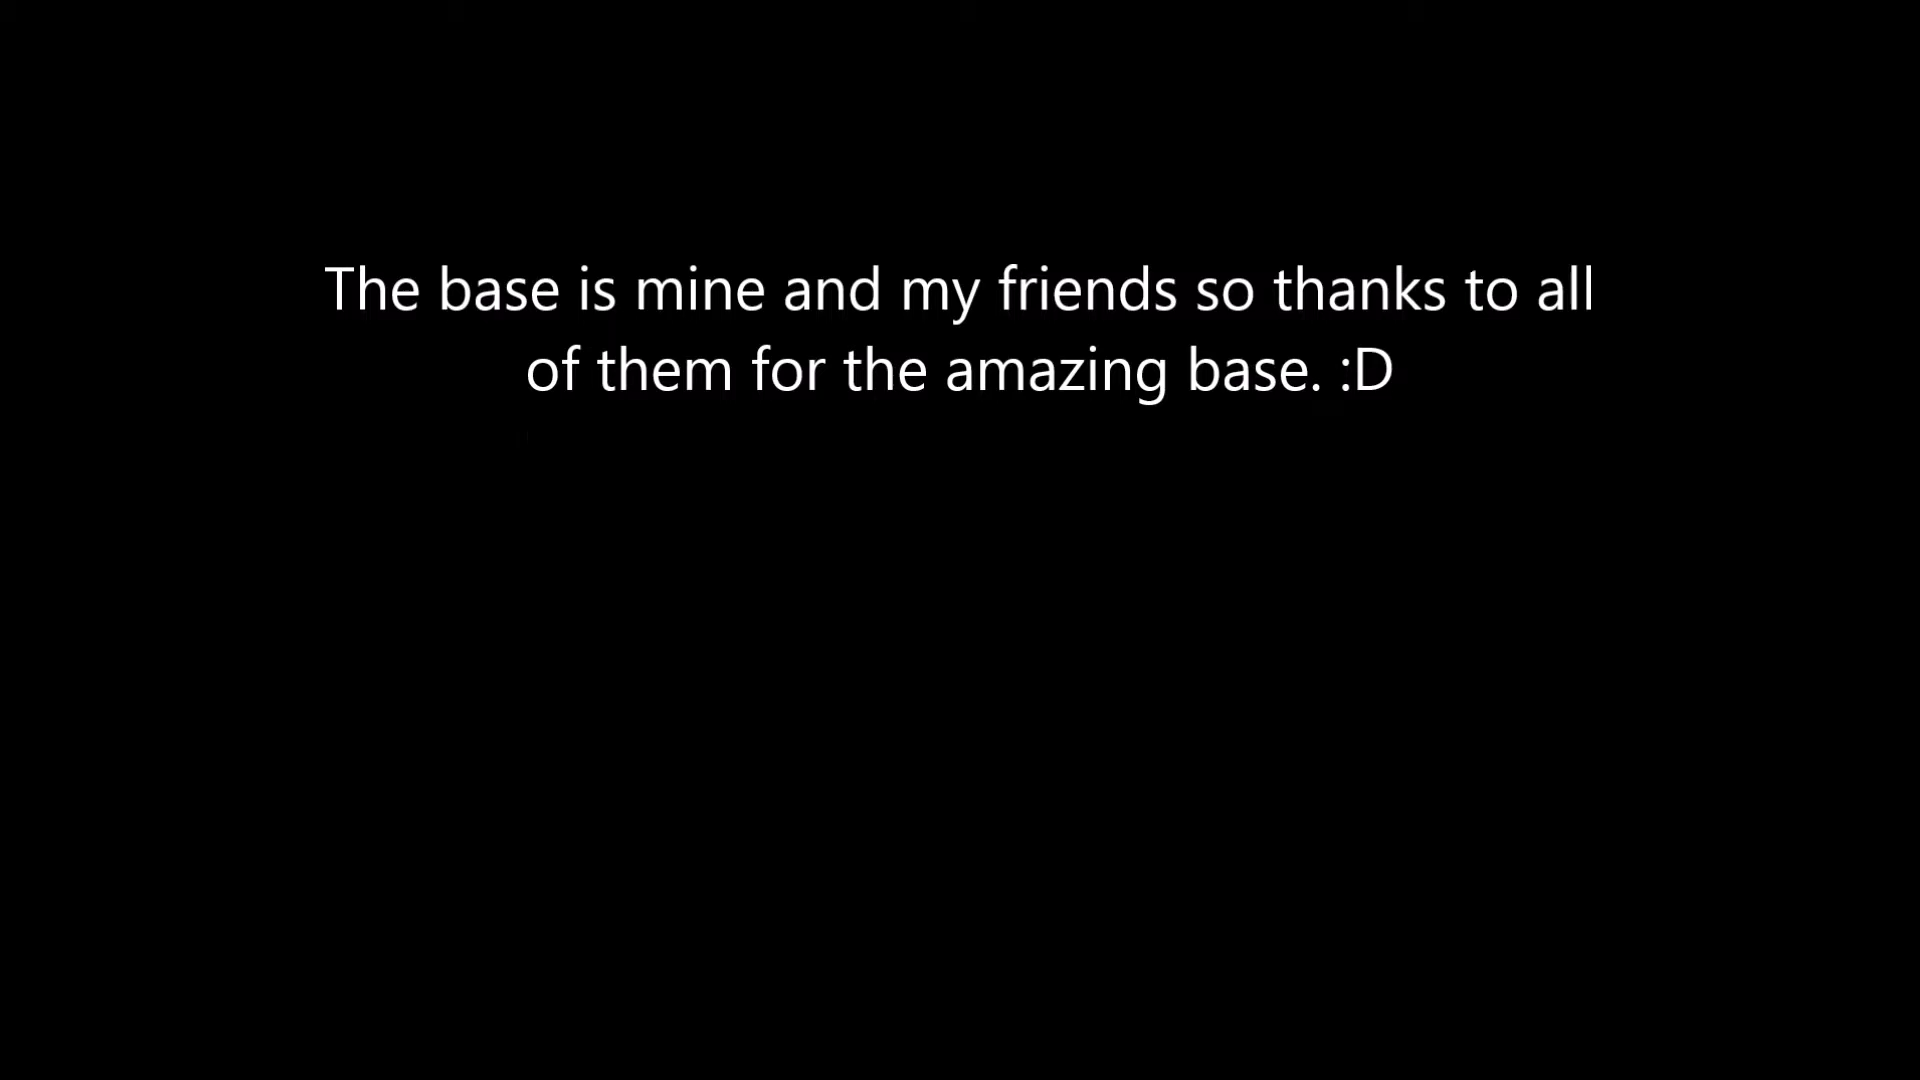 The base is mine and my friends so thanks to all
of them for the amazing base. :D